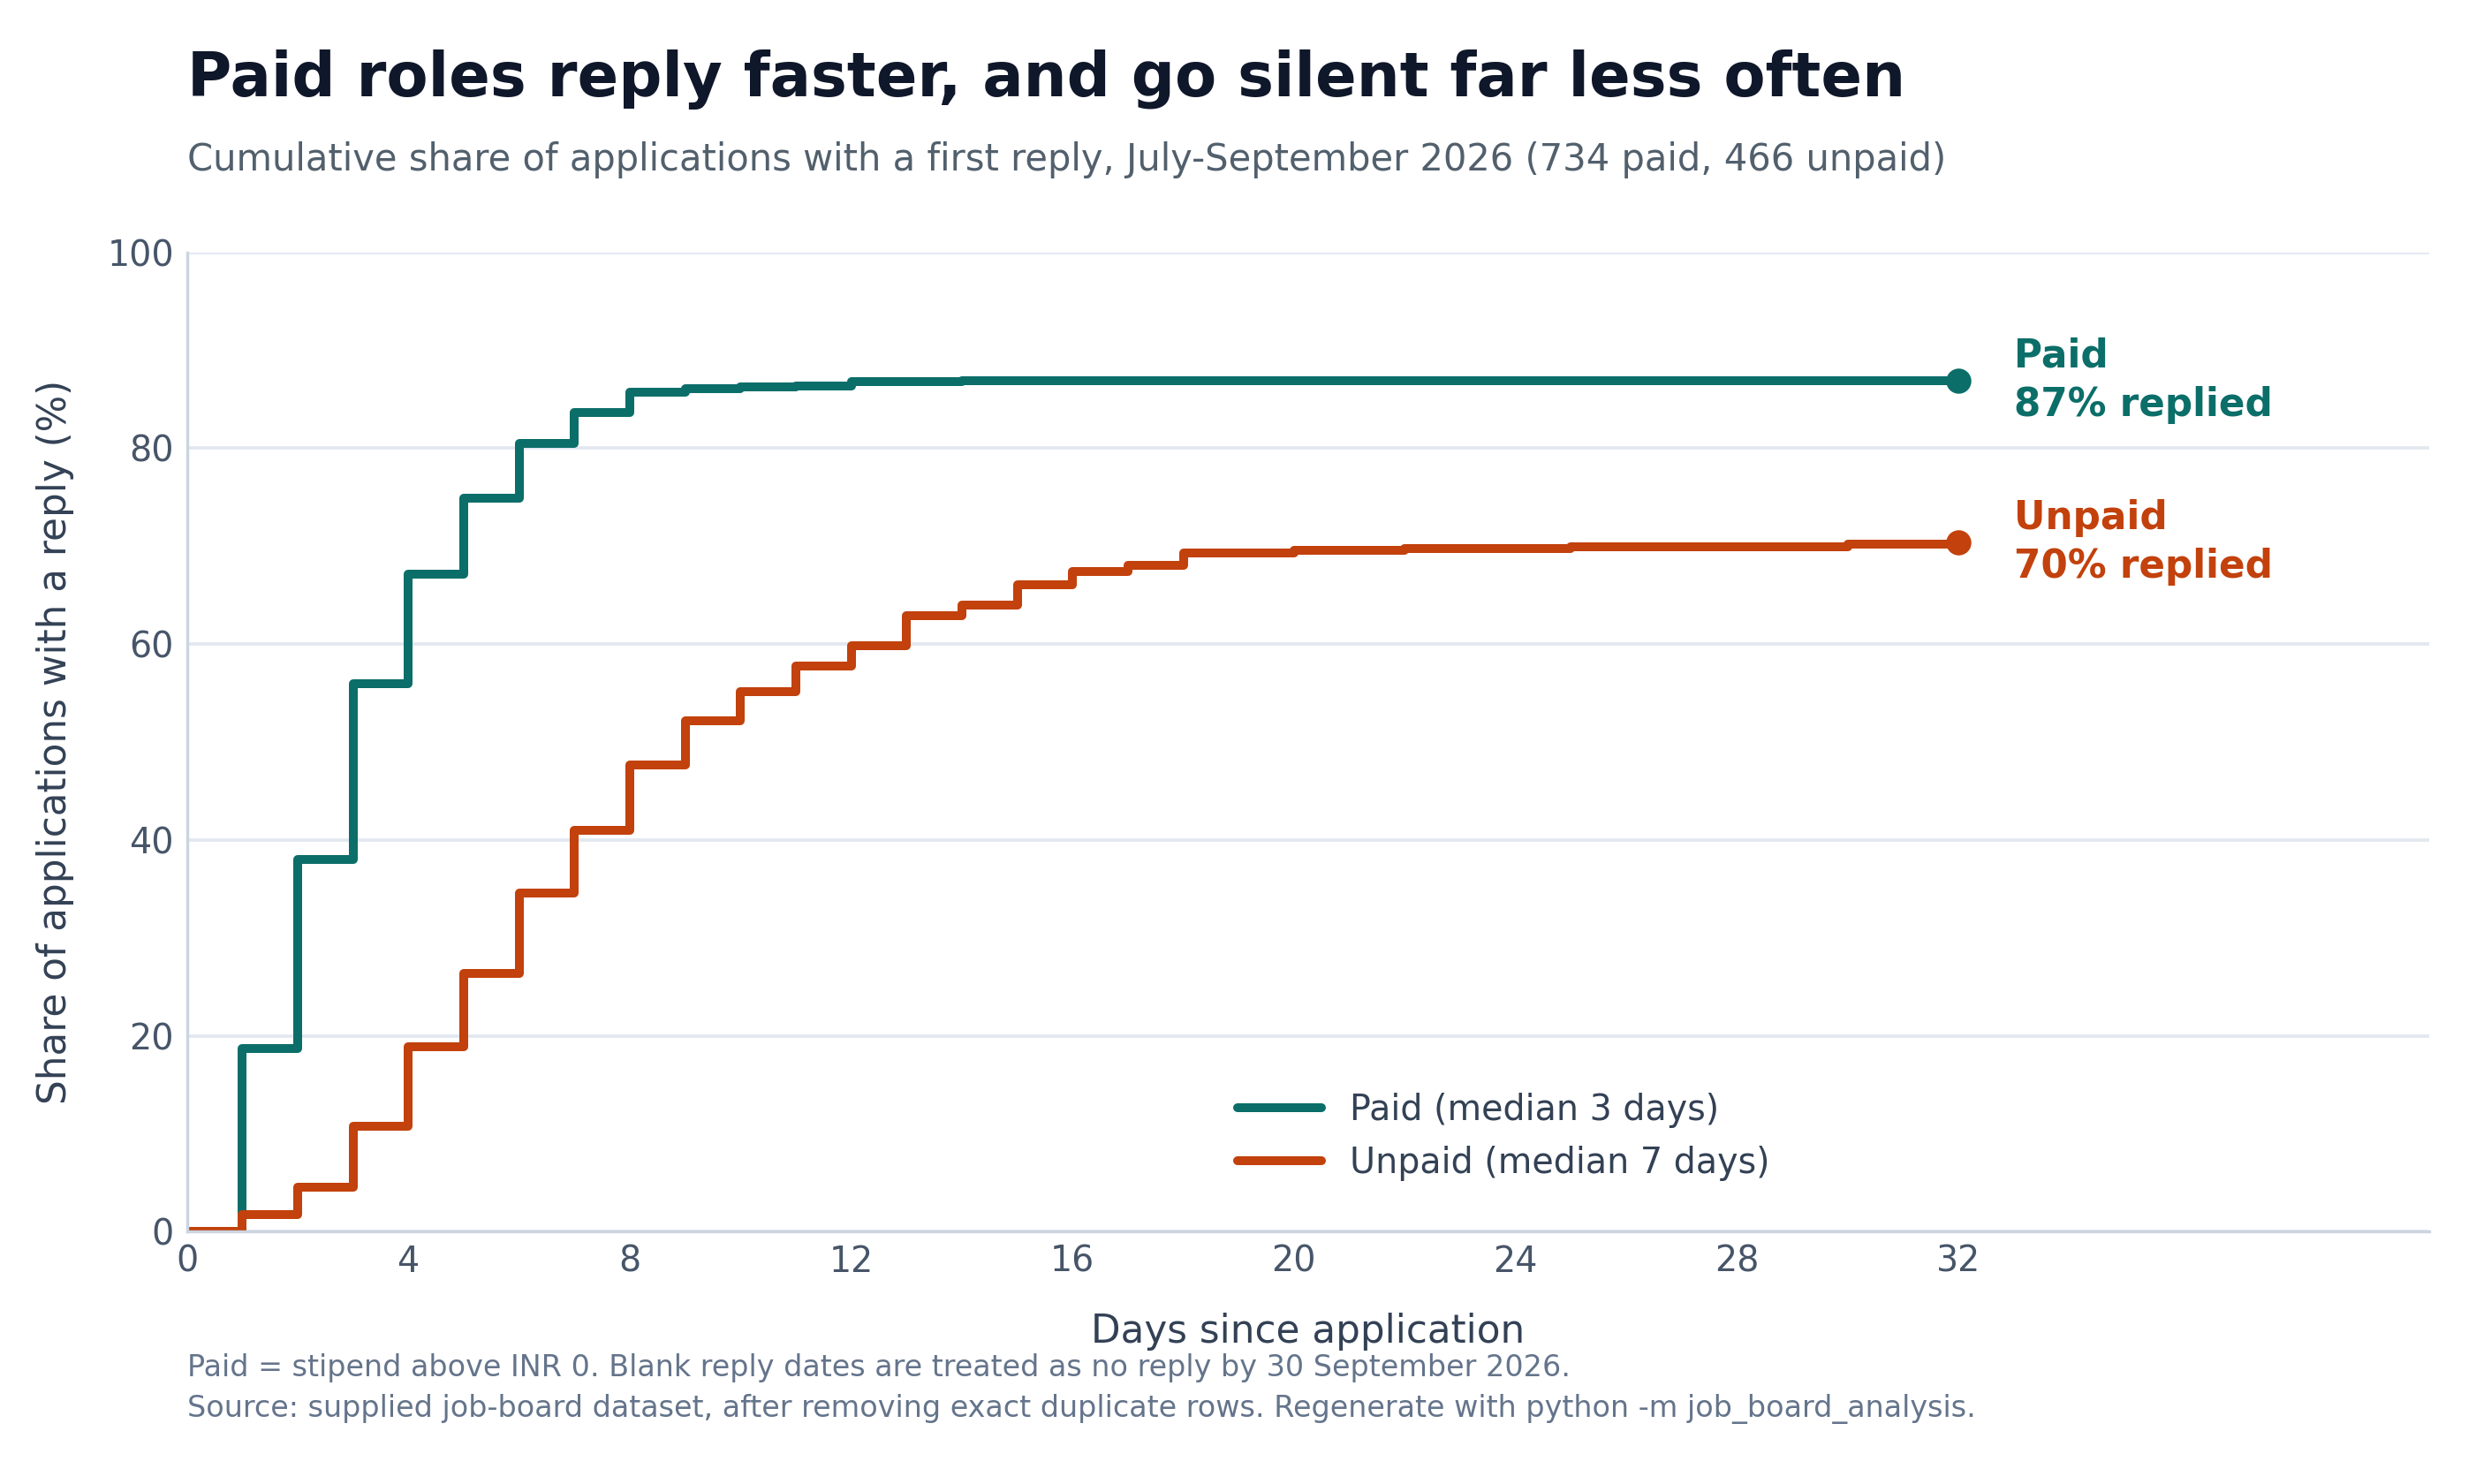 Paid roles reply faster, and go silent far less often
Cumulative share of applications with a first reply, July-September 2026 (734 paid, 466 unpaid)
Share of applications with a reply (%)
100
80
60
40
20
0
Paid
87% replied
Unpaid
70% replied
Paid (median 3 days)
Unpaid (median 7 days)
0 4 8 12 16 20 24 28 32
Days since application
Paid = stipend above INR 0. Blank reply dates are treated as no reply by 30 September 2026.
Source: supplied job-board dataset, after removing exact duplicate rows. Regenerate with python -m job_board_analysis.